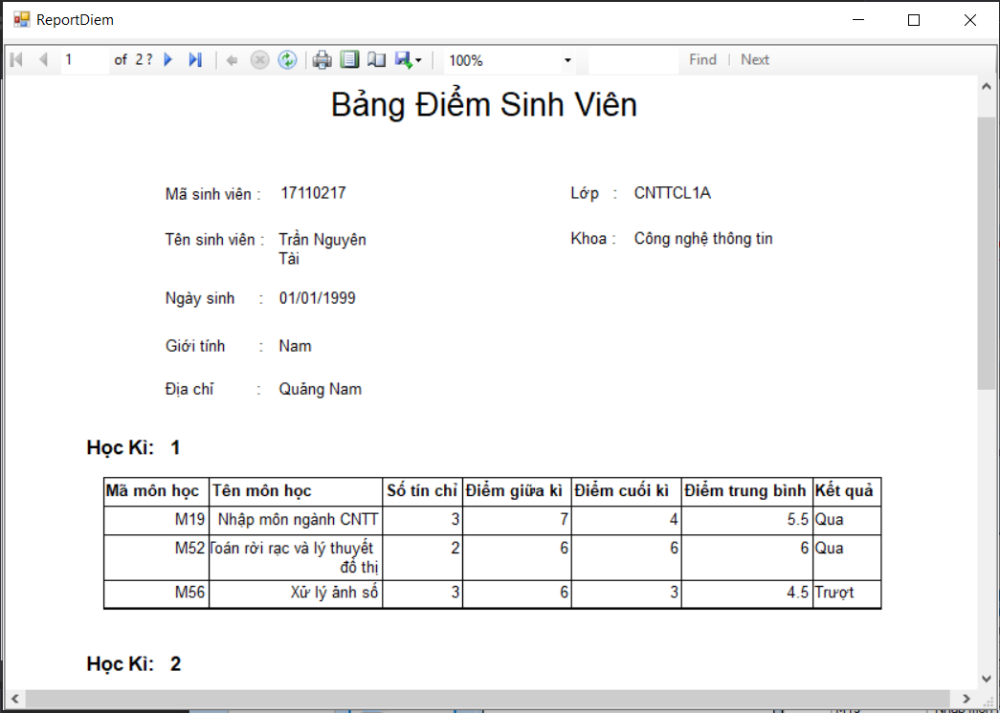 ReportDiem
1 of 2 ? 100% Find | Next
Bảng Điểm Sinh Viên
Mã sinh viên : 17110217 Lớp : CNTTCL1A
Tên sinh viên : Trần Nguyên Khoa : Công nghệ thông tin
Tài
Ngày sinh : 01/01/1999
Giới tính : Nam
Địa chỉ : Quảng Nam
Học Kì: 1
Mã môn học Tên môn học Số tín chỉ Điểm giữa kì Điểm cuối kì Điểm trung bình Kết quả
M19 Nhập môn ngành CNTT 3 7 4 5.5 Qua
M52 Toán rời rạc và lý thuyết 2 6 6 6 Qua
đồ thị
M56 Xử lý ảnh số 3 6 3 4.5 Trượt
Học Kì: 2